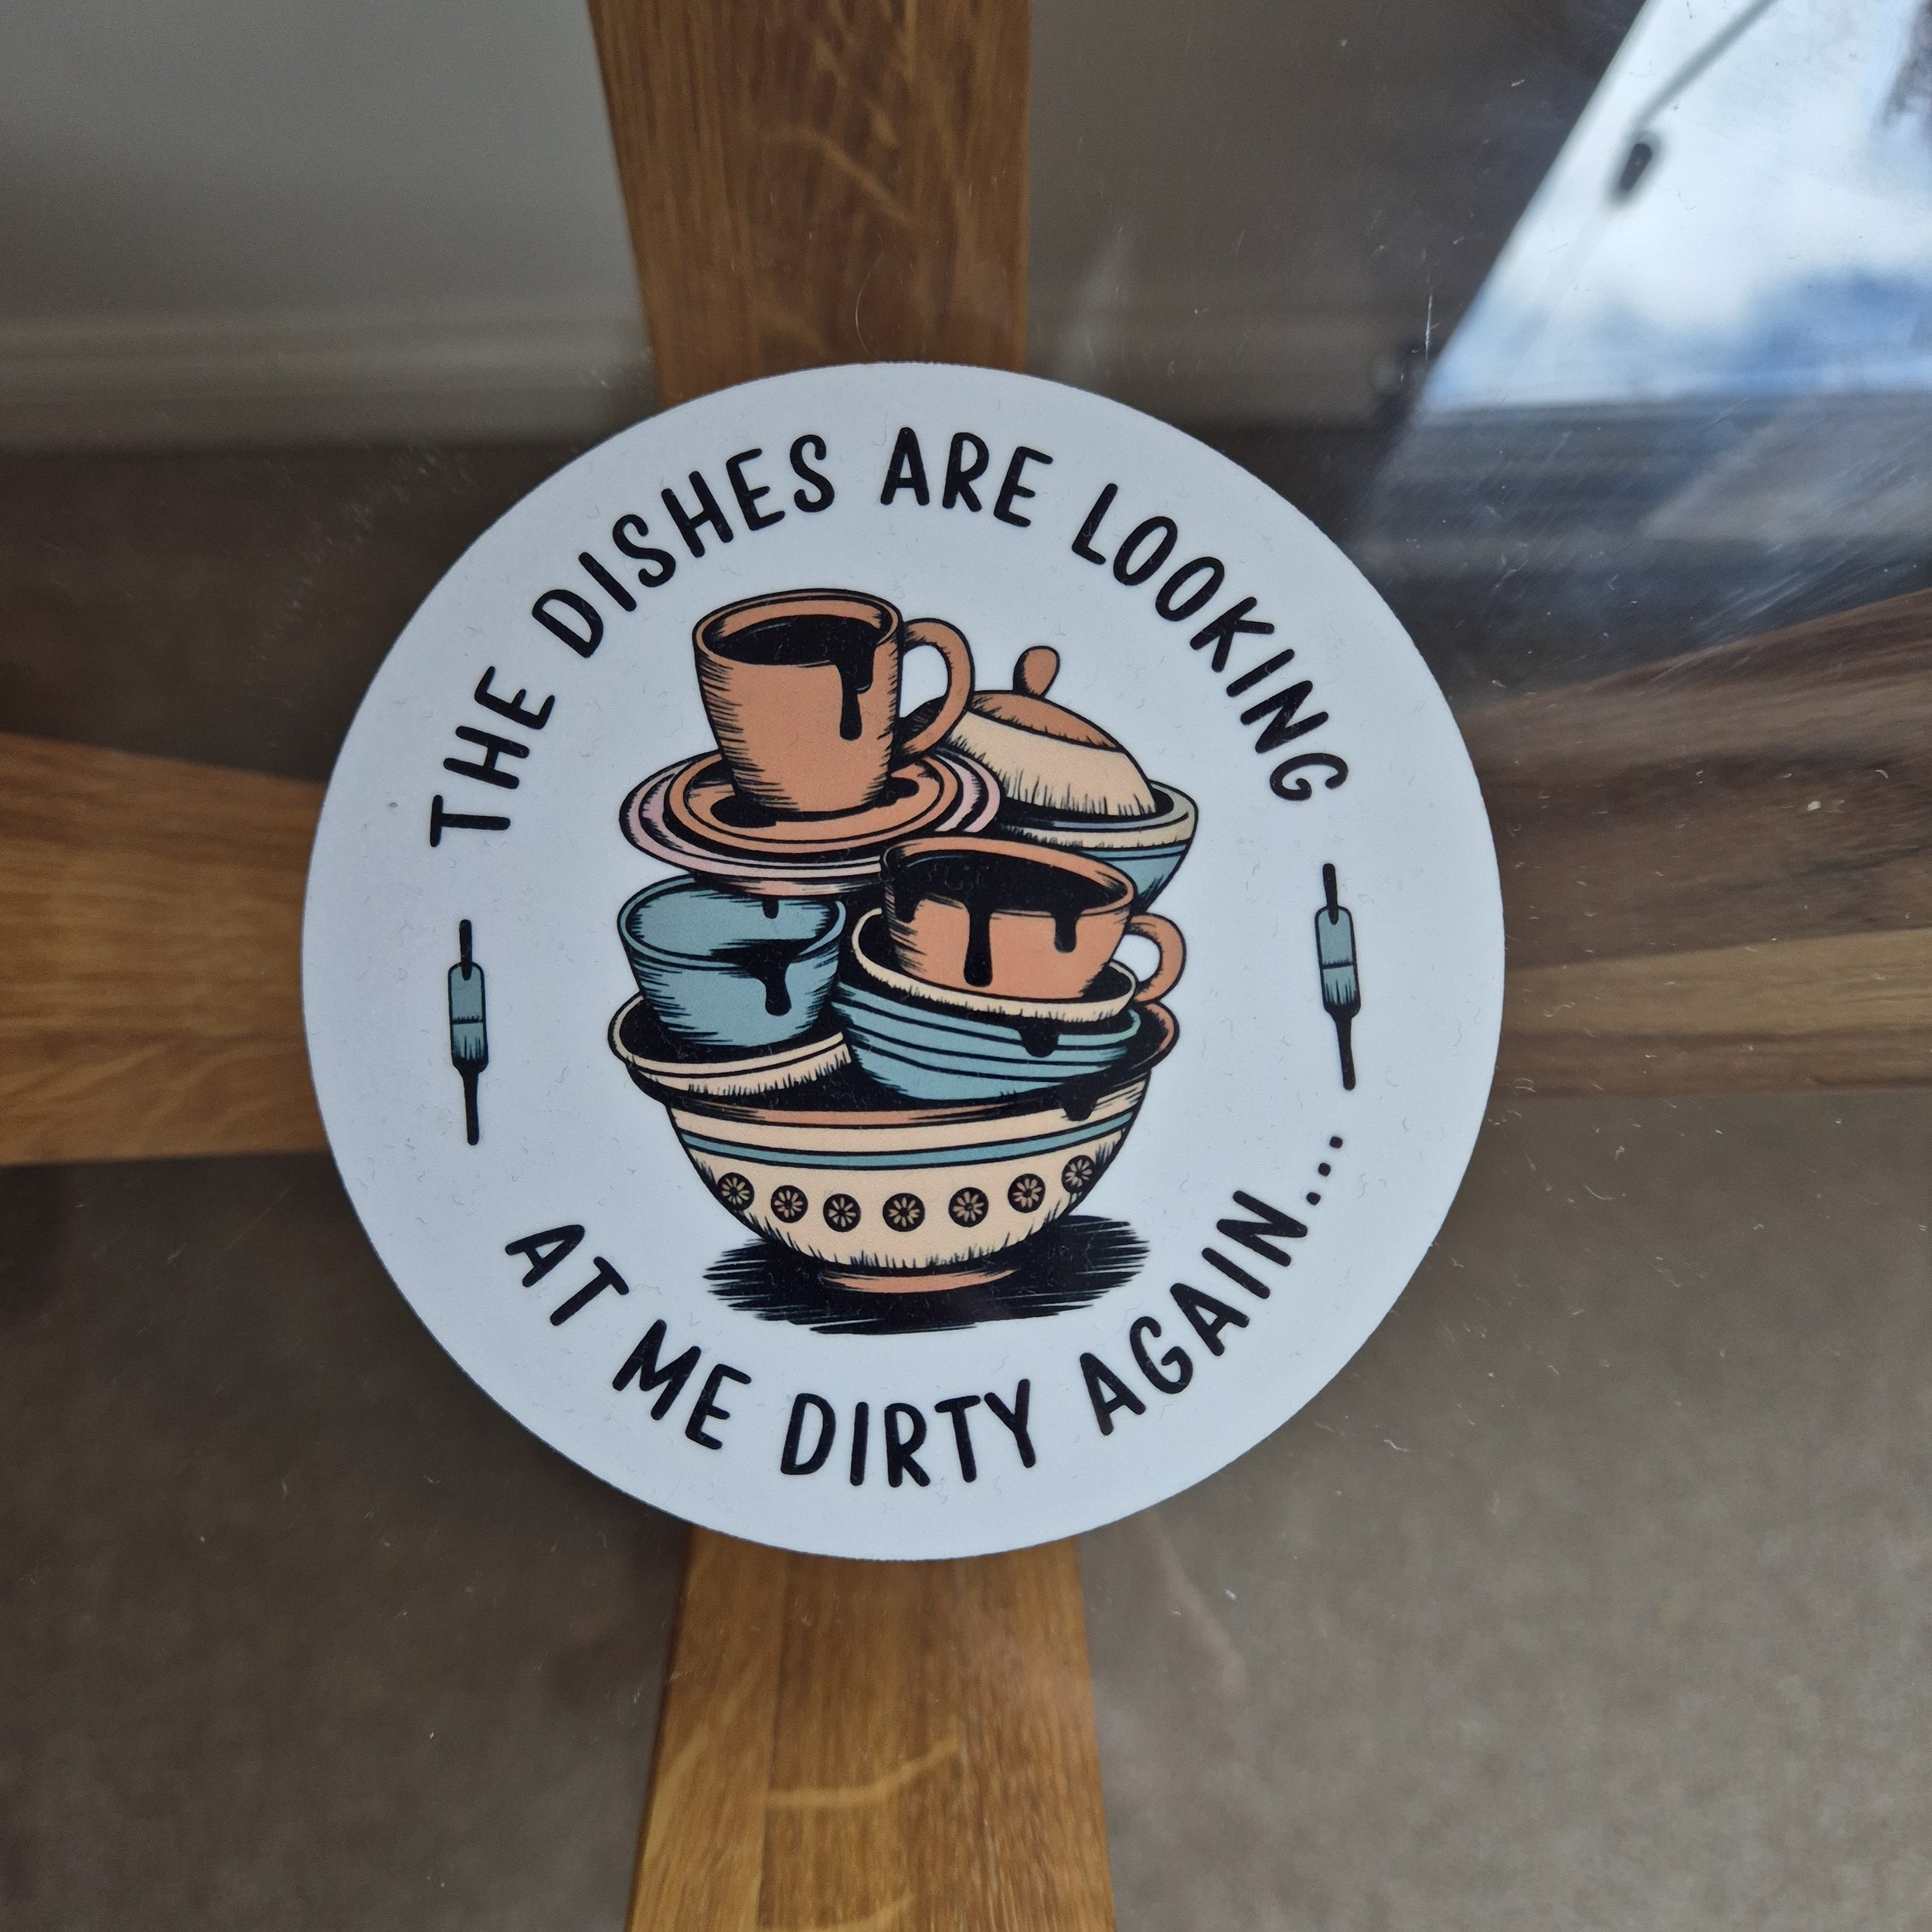 THE DISHES ARE LOOKING
AT ME DIRTY AGAIN...